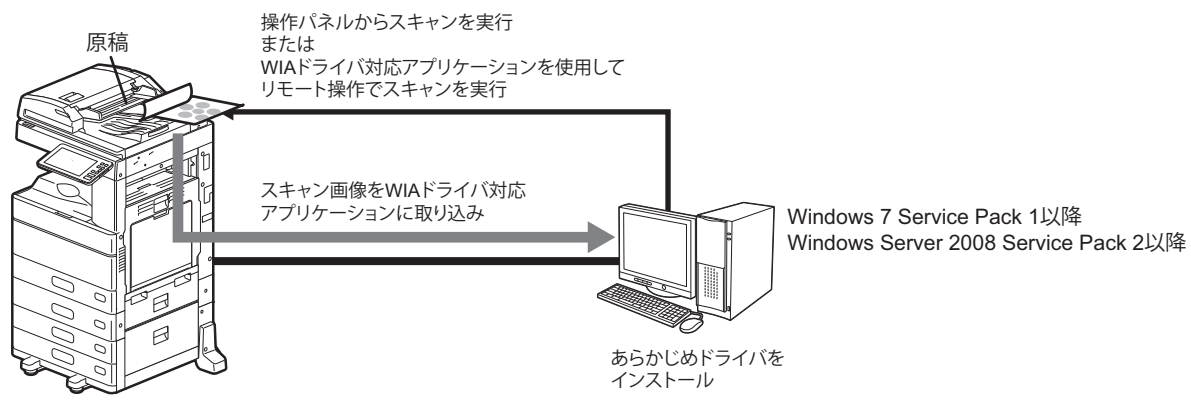 操作パネルからスキャンを実行
または
WIAドライバ対応アプリケーションを使用して
リモート操作でスキャンを実行
原稿
スキャン画像をWIAドライバ対応
アプリケーションに取り込み
Windows 7 Service Pack 1以降
Windows Server 2008 Service Pack 2以降
あらかじめドライバを
インストール